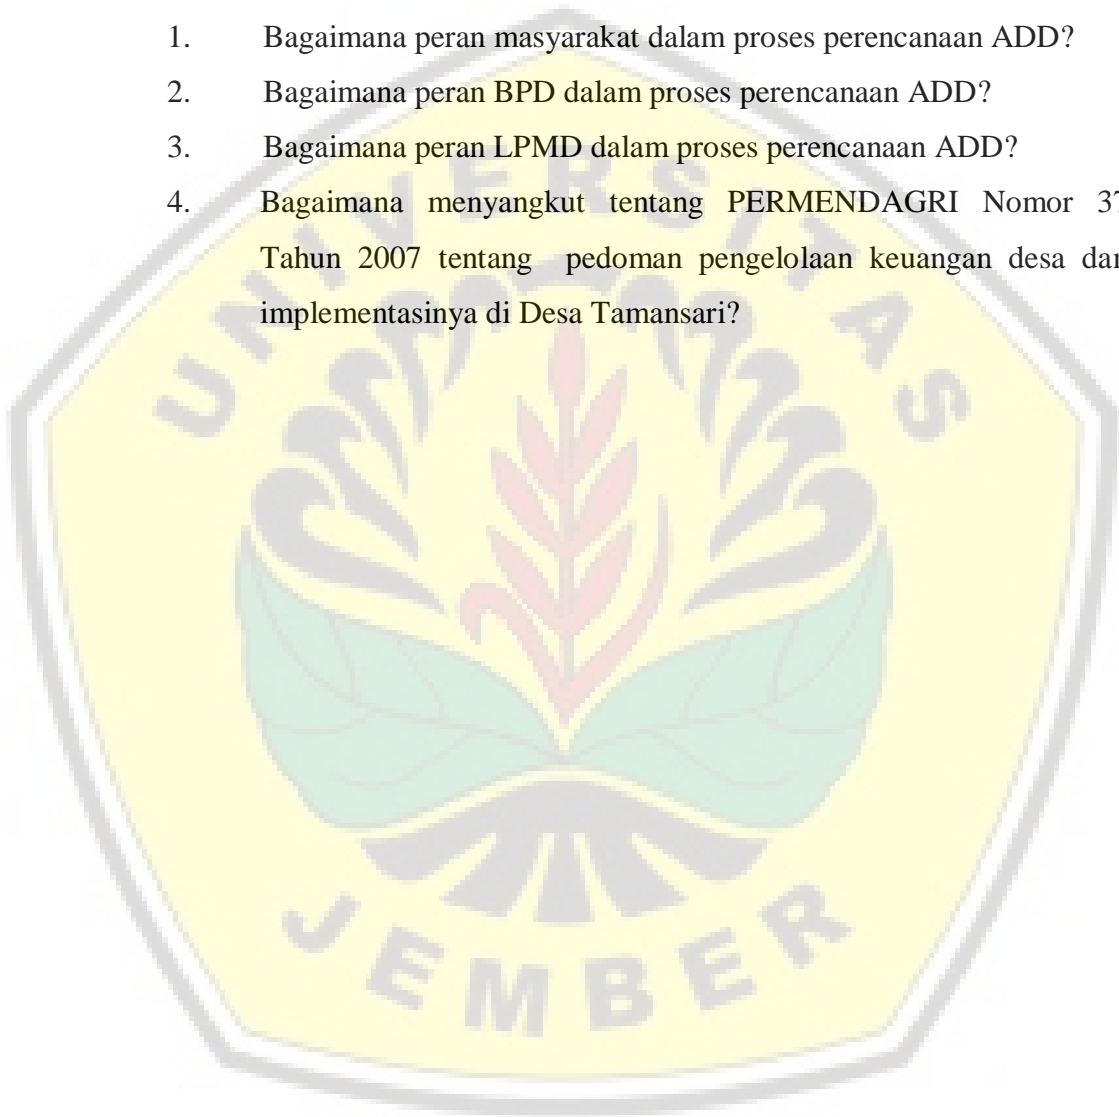 1. Bagaimana peran masyarakat dalam proses perencanaan ADD?
2. Bagaimana peran BPD dalam proses perencanaan ADD?
3. Bagaimana peran LPMD dalam proses perencanaan ADD?
4. Bagaimana menyangkut tentang PERMENDAGRI Nomor 37
Tahun 2007 tentang pedoman pengelolaan keuangan desa dan
implementasinya di Desa Tamansari?
UNIVERSITAS
JEMBER